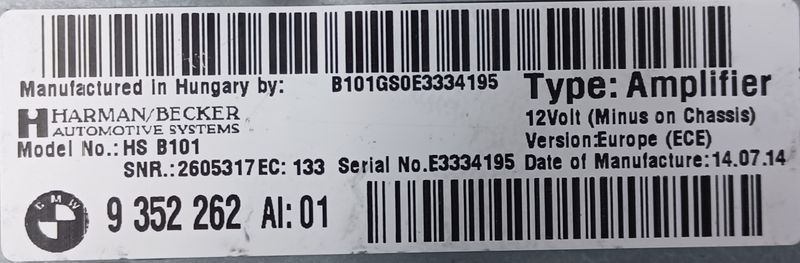 Manufactured in Hungary by: B101GS0E3334195
Type: Amplifier
HARMAN/BECKER
AUTOMOTIVE SYSTEMS
12Volt (Minus on Chassis)
Model No.: HS B101
Version:Europe (ECE)
SNR.:2605317EC: 133 Serial No.E3334195 Date of Manufacture:14.07.14
BMW 9 352 262 AI:01